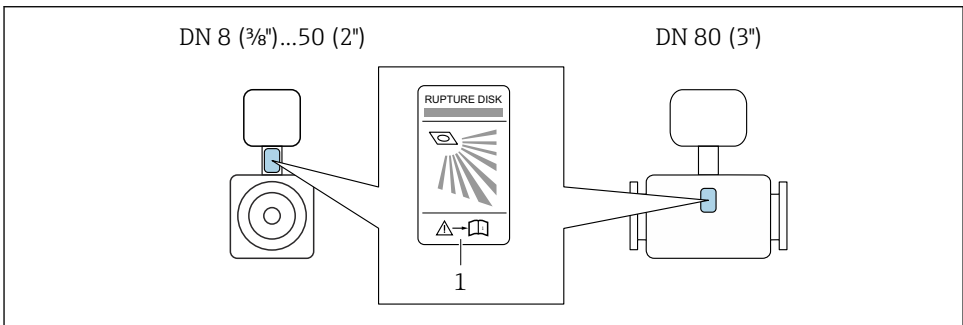 DN 8 (⅜")...50 (2")
DN 80 (3")
RUPTURE DISK
1